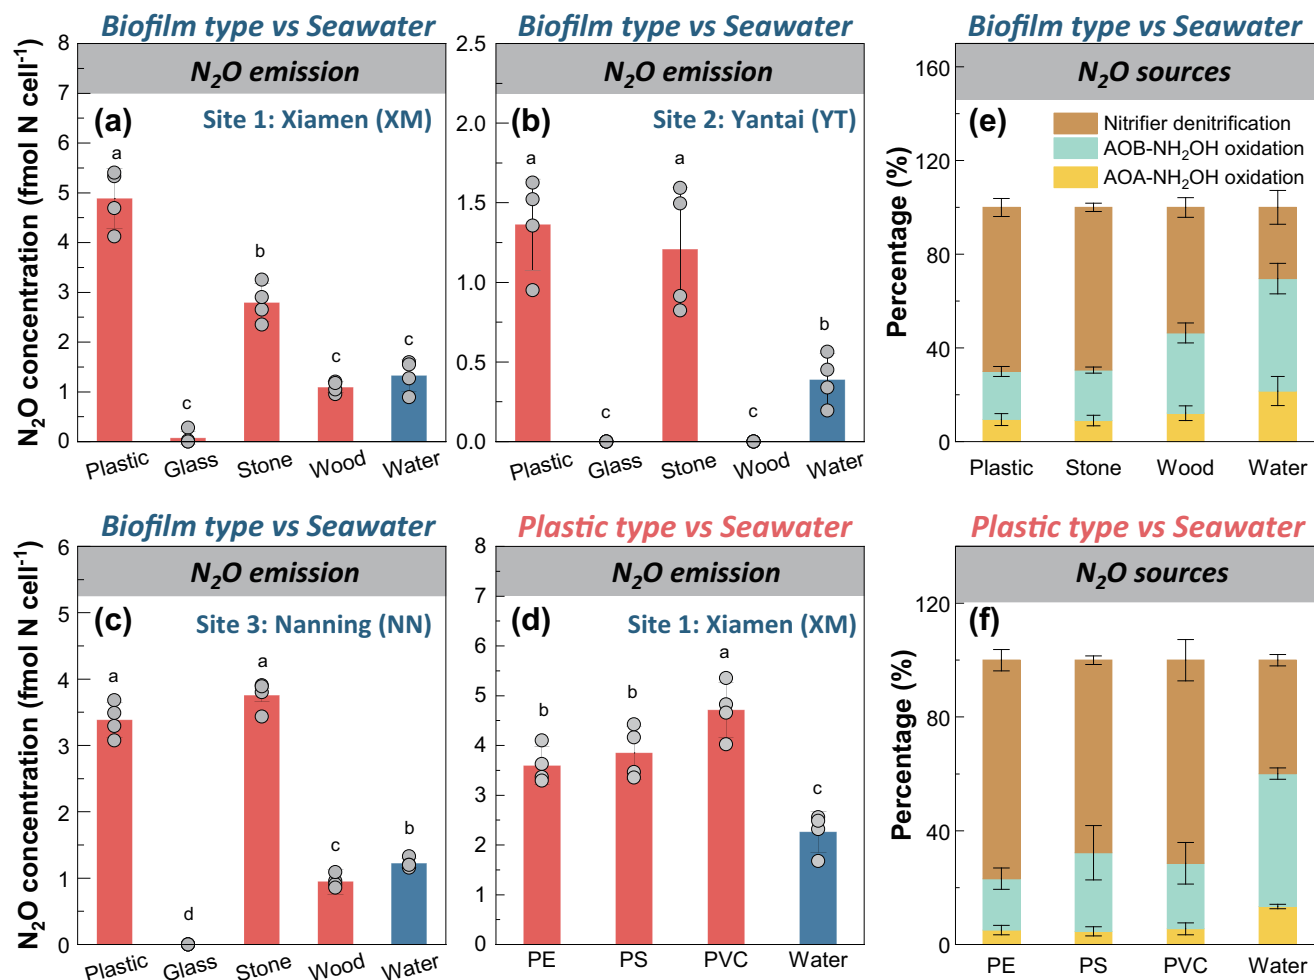 Biofilm type vs Seawater
N₂O emission
(a)
Site 1: Xiamen (XM)
N₂O concentration (fmol N cell⁻¹)
8
7
6
5
4
3
2
1
0
a
c
b
c
c
Plastic
Glass
Stone
Wood
Water
Biofilm type vs Seawater
N₂O emission
(b)
Site 2: Yantai (YT)
2.5
2.0
1.5
1.0
0.5
0.0
a
c
a
c
b
Plastic
Glass
Stone
Wood
Water
Biofilm type vs Seawater
N₂O sources
(e)
Nitrifier denitrification
AOB-NH₂OH oxidation
AOA-NH₂OH oxidation
Percentage (%)
160
120
80
40
0
Plastic
Stone
Wood
Water
Biofilm type vs Seawater
N₂O emission
(c)
Site 3: Nanning (NN)
N₂O concentration (fmol N cell⁻¹)
6
5
4
3
2
1
0
a
d
a
c
b
Plastic
Glass
Stone
Wood
Water
Plastic type vs Seawater
N₂O emission
(d)
Site 1: Xiamen (XM)
8
7
6
5
4
3
2
1
0
b
b
a
c
PE
PS
PVC
Water
Plastic type vs Seawater
N₂O sources
(f)
Percentage (%)
120
80
40
0
PE
PS
PVC
Water